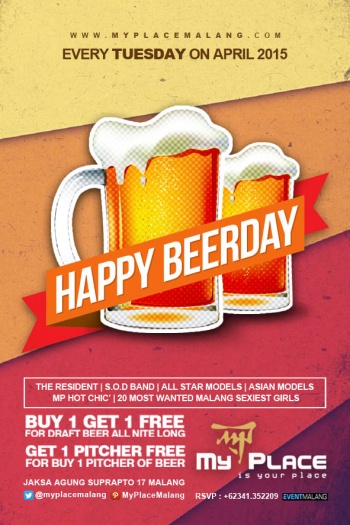 WWW.MYPLACEMALANG.COM
EVERY TUESDAY ON APRIL 2015
HAPPY BEERDAY
THE RESIDENT | S.O.D BAND | ALL STAR MODELS | ASIAN MODELS
MP HOT CHIC' | 20 MOST WANTED MALANG SEXIEST GIRLS
BUY 1 GET 1 FREE
FOR DRAFT BEER ALL NITE LONG
GET 1 PITCHER FREE
FOR BUY 1 PITCHER OF BEER
JAKSA AGUNG SUPRAPTO 17 MALANG
@myplacemalang MyPlaceMalang
mp
My PLACE
is your place
RSVP : +62341.352209 EVENTMALANG